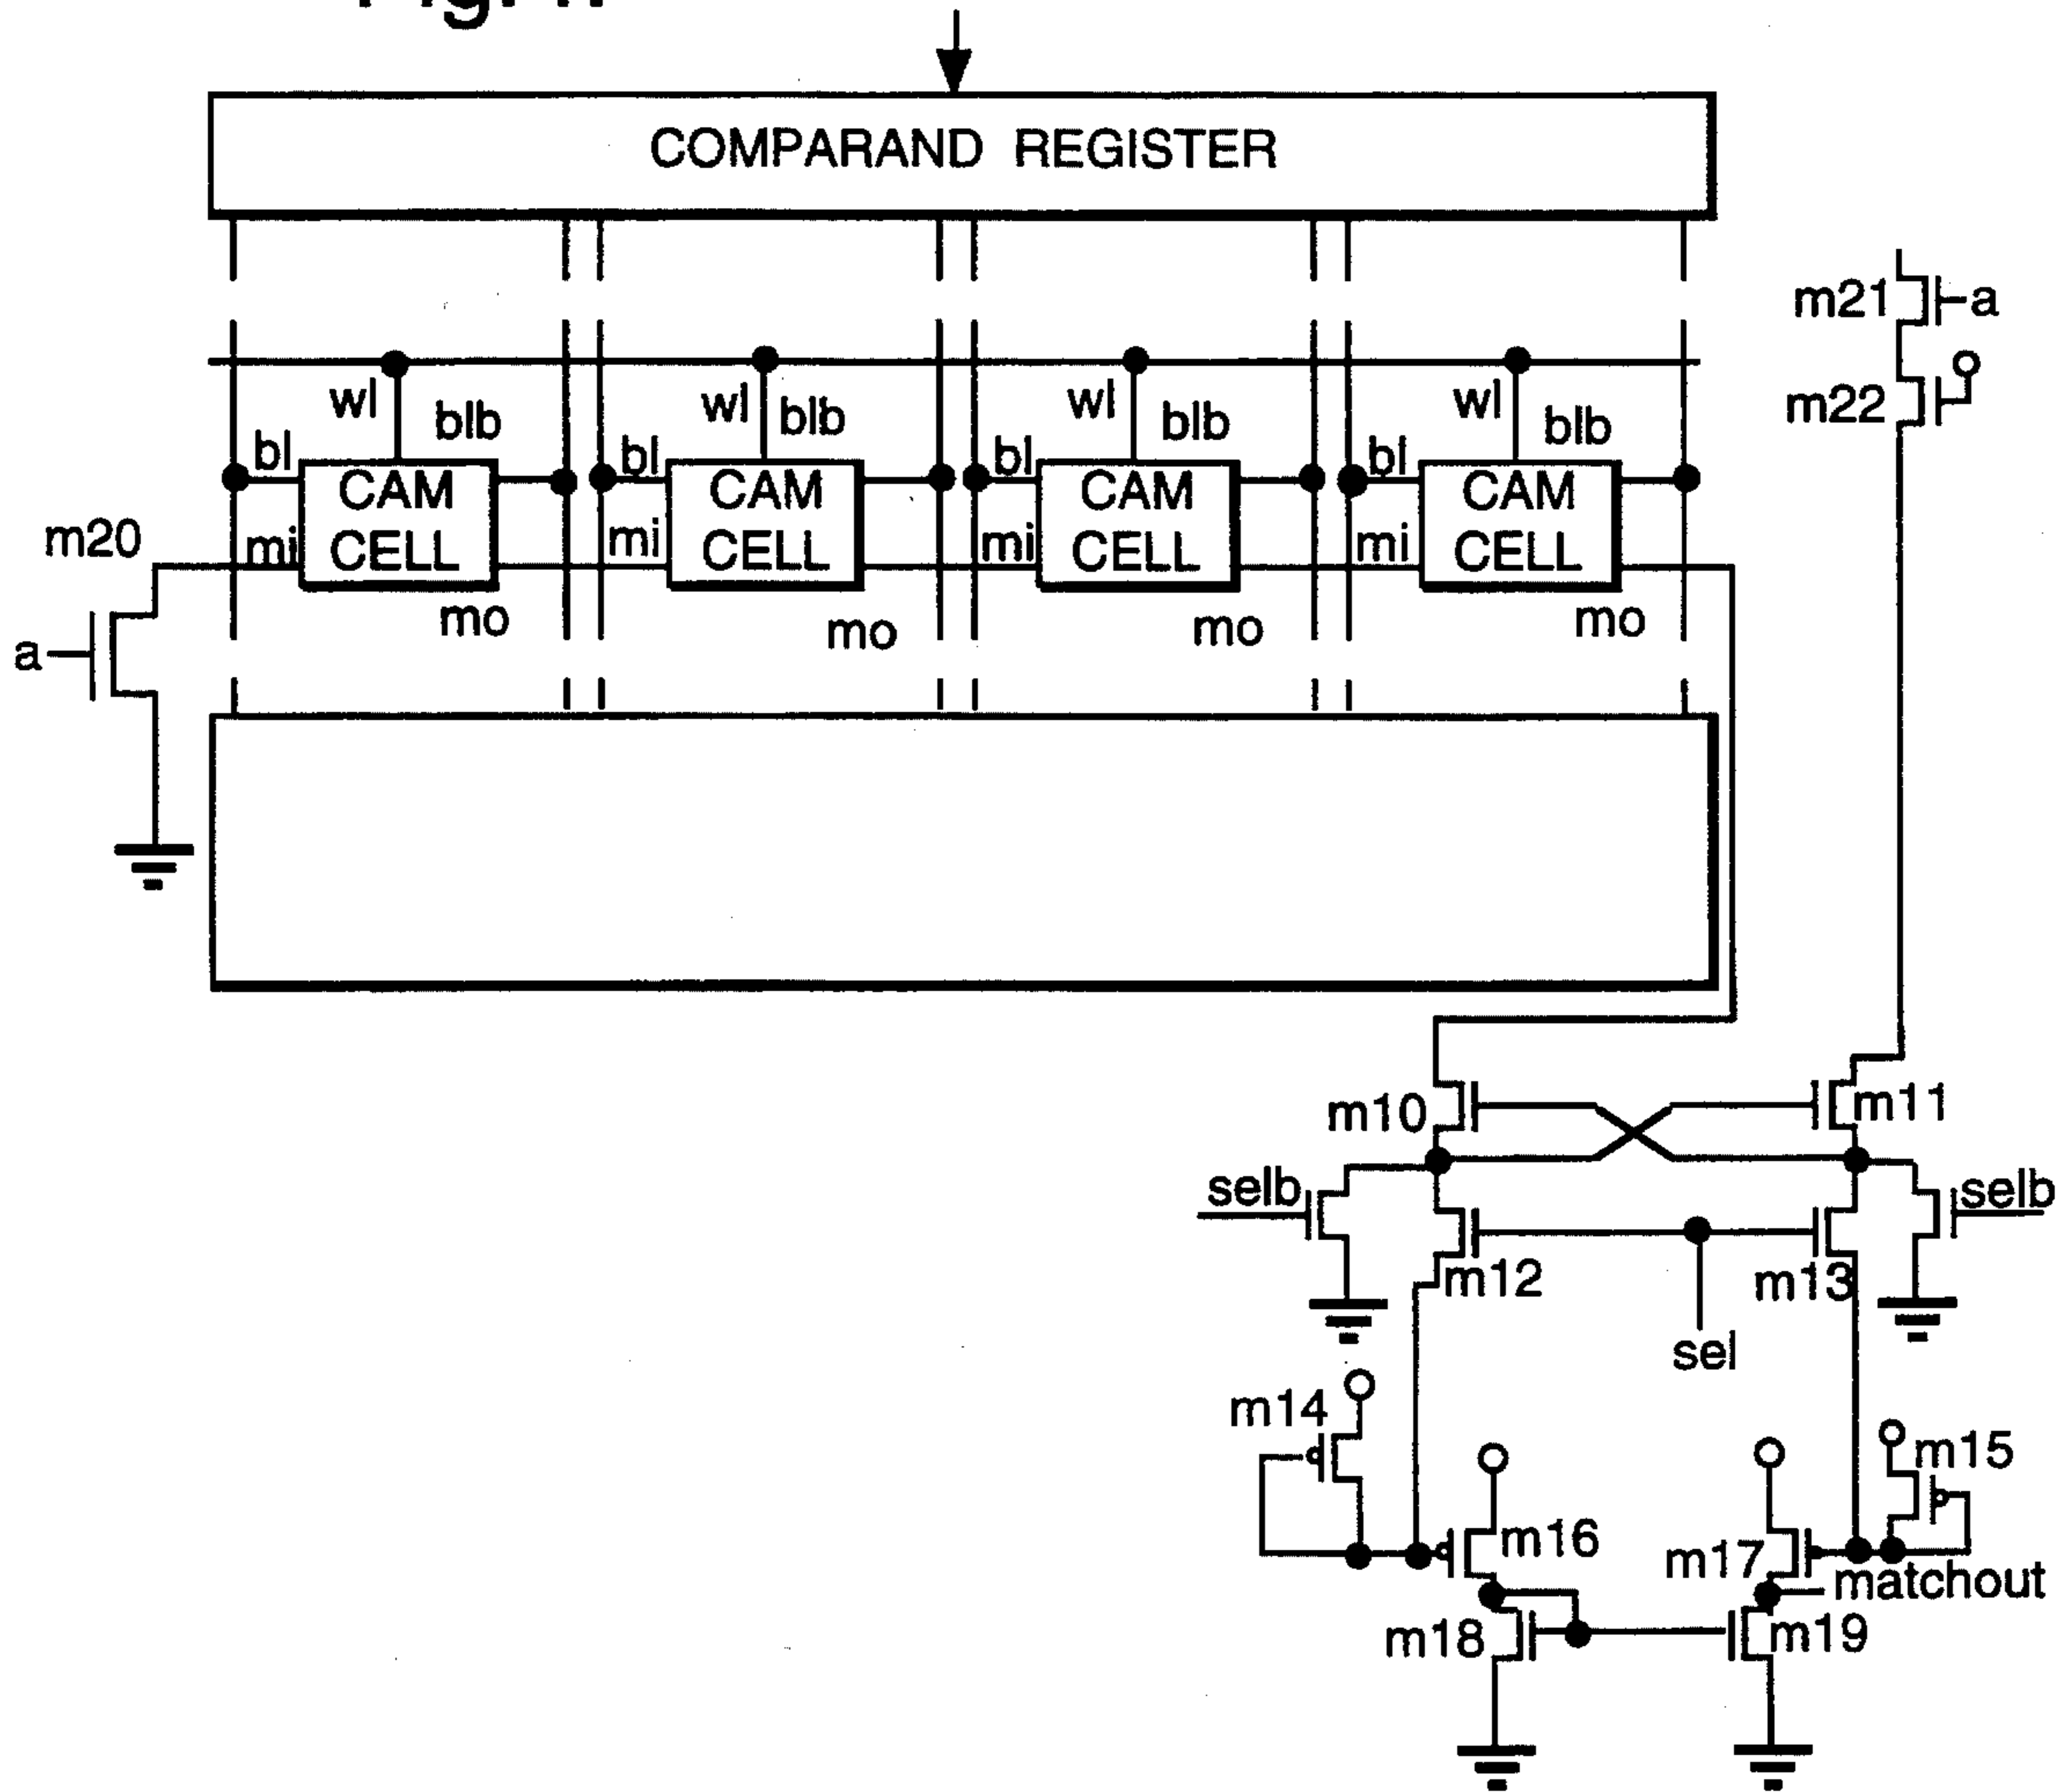 COMPARAND REGISTER
m21
a
m22
wl
blb
wl
blb
wl
blb
wl
blb
bl
bl
bl
bl
CAM CELL
CAM CELL
CAM CELL
CAM CELL
m20
mi
mi
mi
mi
mo
mo
mo
mo
a
m10
m11
selb
selb
m12
m13
sel
m14
m15
m16
m17
matchout
m18
m19